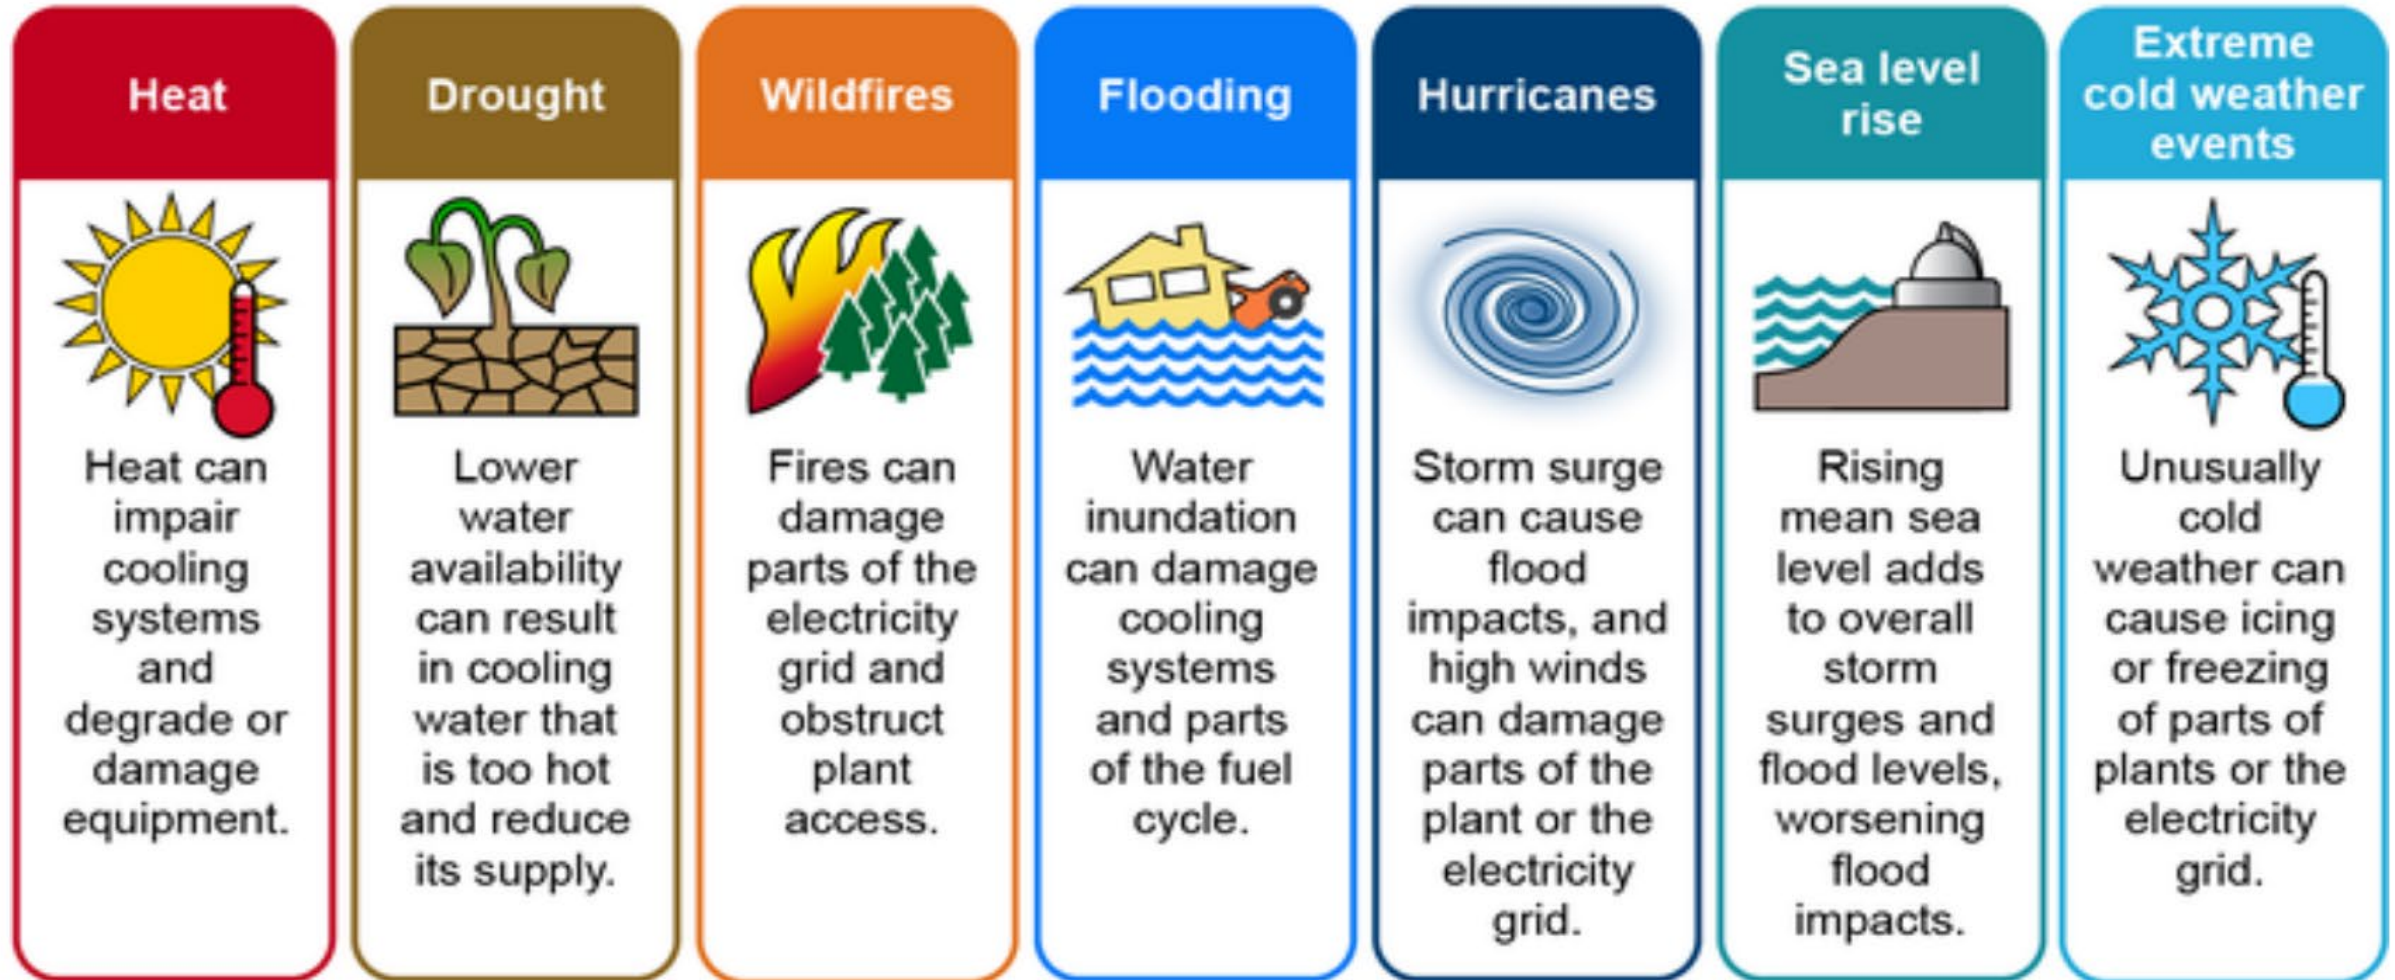 Heat
Heat can
impair
cooling
systems
and
degrade or
damage
equipment.
Drought
Lower
water
availability
can result
in cooling
water that
is too hot
and reduce
its supply.
Wildfires
Fires can
damage
parts of the
electricity
grid and
obstruct
plant
access.
Flooding
Water
inundation
can damage
cooling
systems
and parts
of the fuel
cycle.
Hurricanes
Storm surge
can cause
flood
impacts, and
high winds
can damage
parts of the
plant or the
electricity
grid.
Sea level
rise
Rising
mean sea
level adds
to overall
storm
surges and
flood levels,
worsening
flood
impacts.
Extreme
cold weather
events
Unusually
cold
weather can
cause icing
or freezing
of parts of
plants or the
electricity
grid.